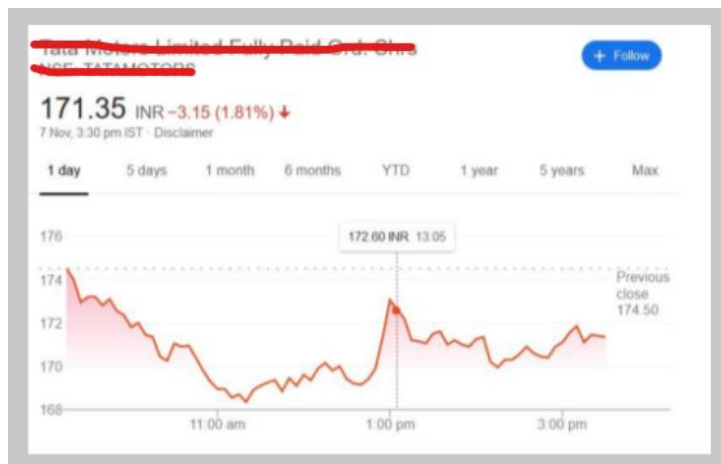 Tata Motors Limited Fully Paid Ord. Shrs
NSE: TATAMOTORS
+ Follow
171.35 INR −3.15 (1.81%) ↓
7 Nov, 3:30 pm IST · Disclaimer
1 day 5 days 1 month 6 months YTD 1 year 5 years Max
172.60 INR 13:05
176
174
172
170
168
Previous
close
174.50
11:00 am 1:00 pm 3:00 pm